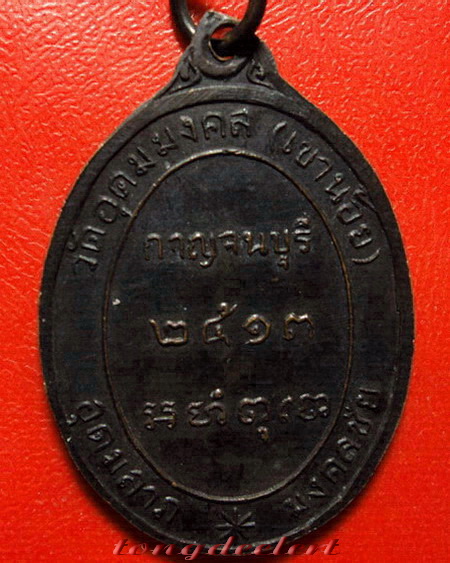 วัดอุดมมงคล (เขาน้อย)
กาญจนบุรี
๒๕๑๓
อุดมลาภ * มงคลชัย
tongdeelert